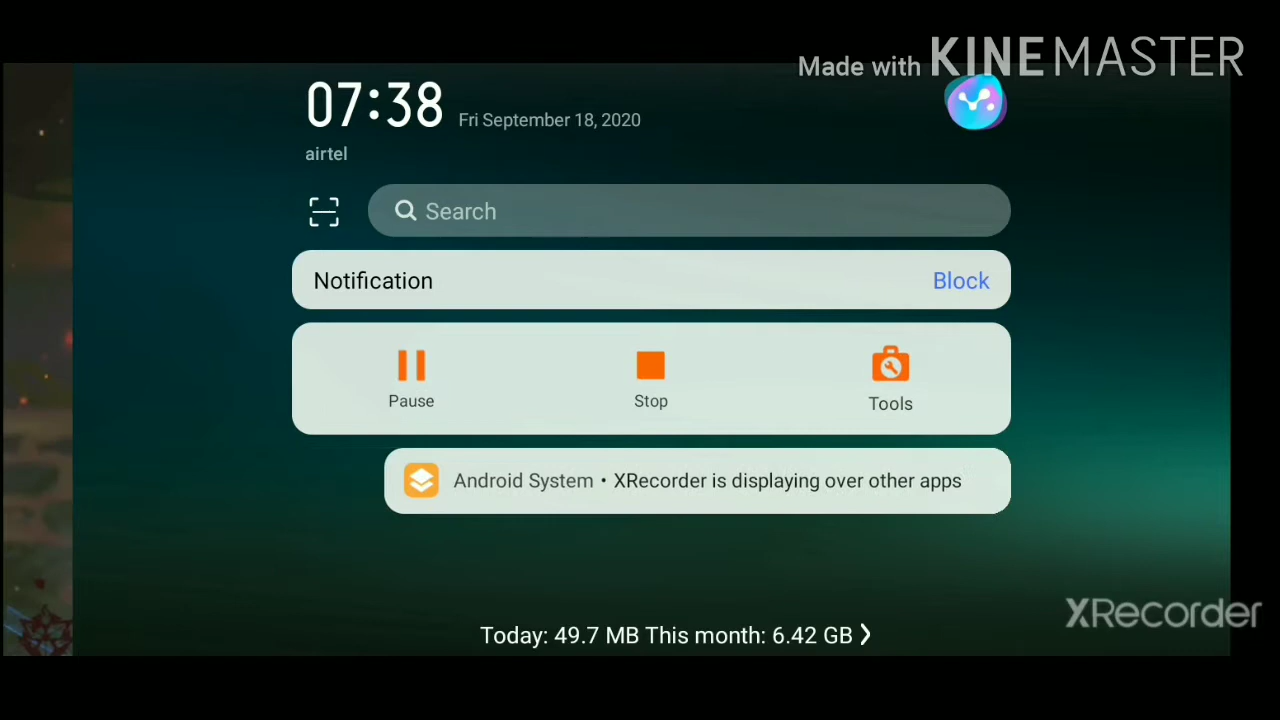 Made with KINEMASTER
07:38 Fri September 18, 2020
airtel
Search
Notification Block
Pause Stop Tools
Android System • XRecorder is displaying over other apps
XRecorder
Today: 49.7 MB This month: 6.42 GB